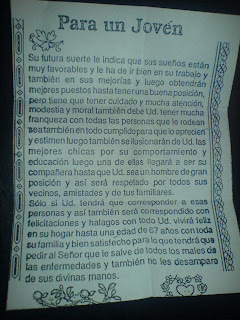 Para un Joven
Su futura suerte le indica que sus sueños están
muy favorables y le ha de ir bien en su trabajo y
también en sus mejorías y luego obtendrán
mejores puestos hasta tener una buena posición,
pero tiene que tener cuidado y mucha atención,
modestia y moral también debe Ud. tener mucha
franqueza con todas las personas que le rodean
sea también en todo cumplido para que lo aprecien
y estimen luego también se ilusionarán de Ud. las
mejores chicas por su comportamiento y
educación luego una de ellas llegará a ser su
compañera hasta que Ud. sea un hombre de gran
posición y así será respetado por todos sus
vecinos, amistades y de tus familiares.
Sólo si Ud. tendrá que corresponder a esas
personas y así también será correspondido con
felicitaciones y halagos con todo Ud. vivirá feliz
en su hogar hasta una edad de 67 años con toda
su familia y bien satisfecho para lo que tendrá que
pedir al Señor que le salve de todos los males de
las enfermedades y también no les desamparo
de sus divinas manos.